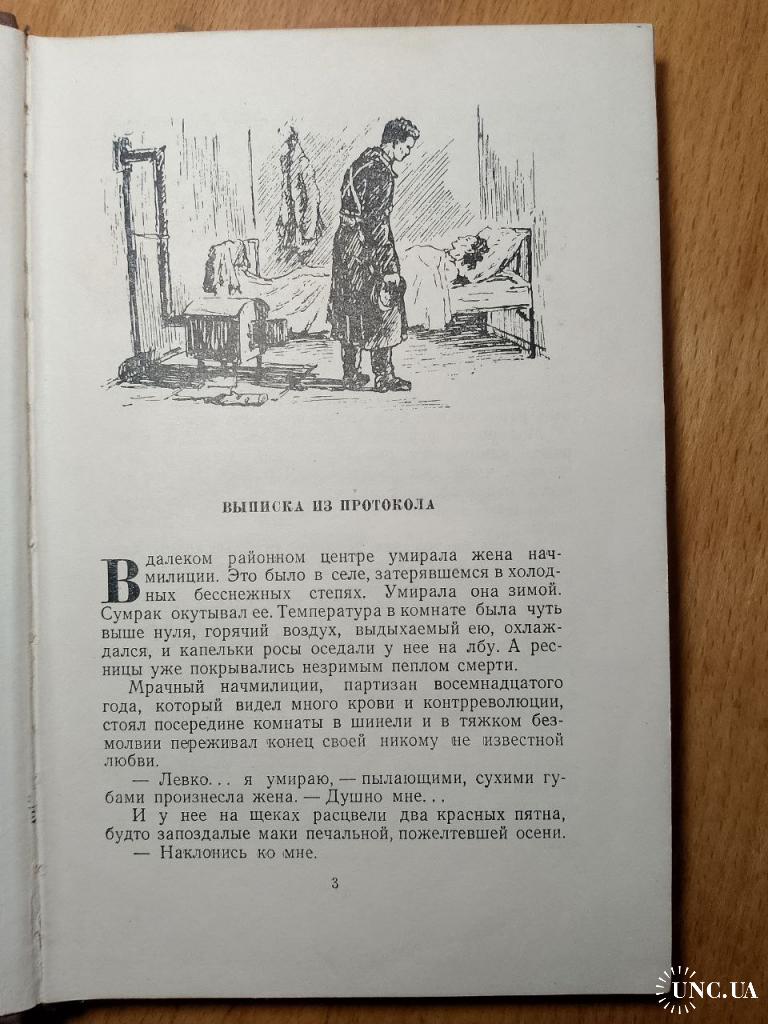 ВЫПИСКА ИЗ ПРОТОКОЛА
В далеком районном центре умирала жена нач-
милиции. Это было в селе, затерявшемся в холод-
ных бесснежных степях. Умирала она зимой.
Сумрак окутывал ее. Температура в комнате была чуть
выше нуля, горячий воздух, выдыхаемый ею, охлаж-
дался, и капельки росы оседали у нее на лбу. А рес-
ницы уже покрывались незримым пеплом смерти.
Мрачный начмилиции, партизан восемнадцатого
года, который видел много крови и контрреволюции,
стоял посередине комнаты в шинели и в тяжком без-
молвии переживал конец своей никому не известной
любви.
— Левко... я умираю, — пылающими, сухими гу-
бами произнесла жена. — Душно мне...
И у нее на щеках расцвели два красных пятна,
будто запоздалые маки печальной, пожелтевшей осени.
— Наклонись ко мне.
3
UNC.UA